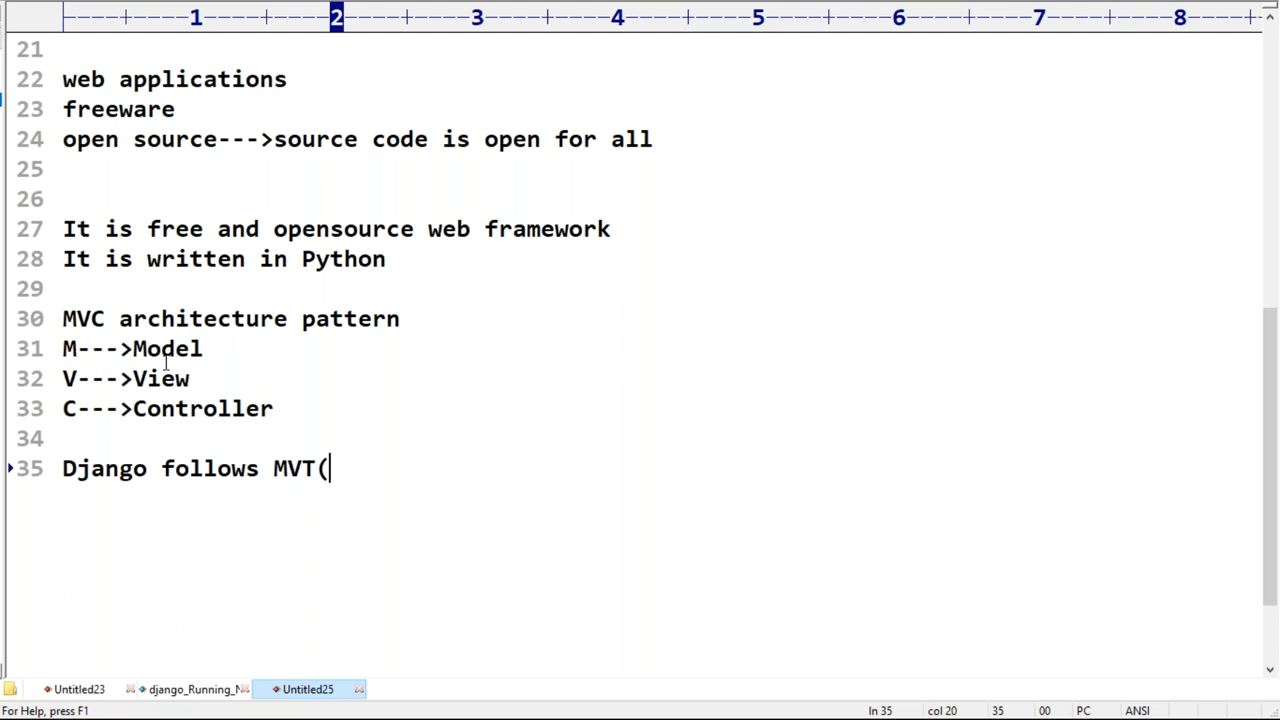 1 2 3 4 5 6 7 8
21
22 web applications
23 freeware
24 open source--->source code is open for all
25
26
27 It is free and opensource web framework
28 It is written in Python
29
30 MVC architecture pattern
31 M--->Model
32 V--->View
33 C--->Controller
34
35 Django follows MVT(
Untitled23 django_Running_N Untitled25
For Help, press F1 ln 35 col 20 35 00 PC ANSI